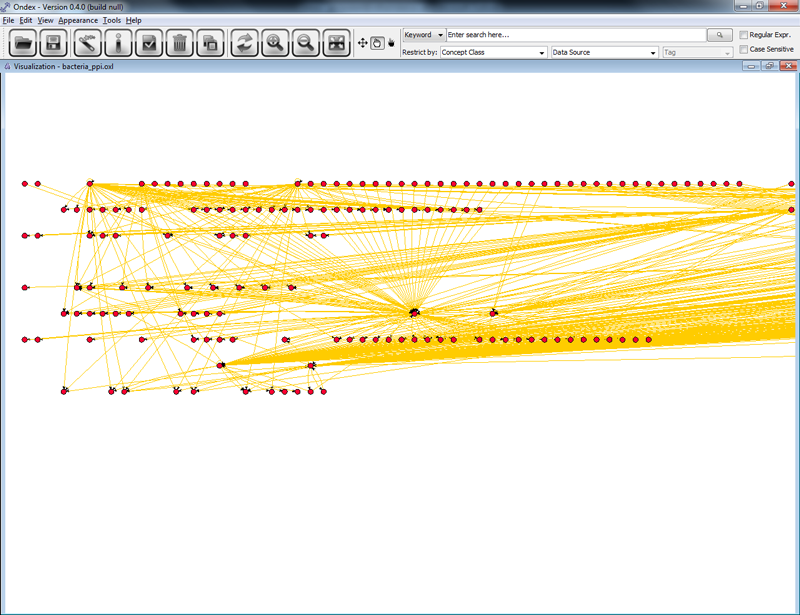 Ondex - Version 0.4.0 (build null)
File Edit View Appearance Tools Help
Keyword Enter search here... Regular Expr.
Restrict by: Concept Class Data Source Tag Case Sensitive
Visualization - bacteria_ppi.oxl